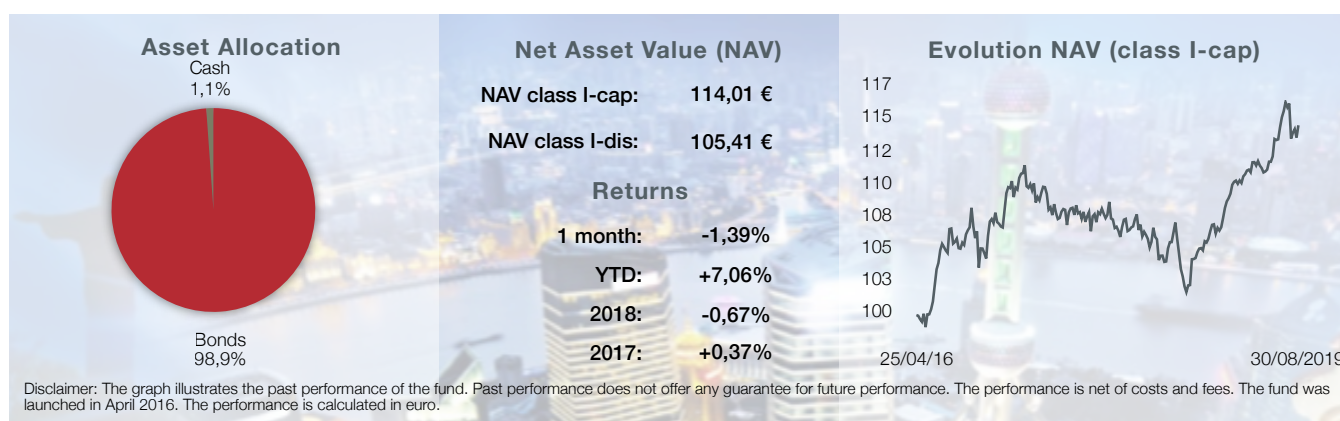 Asset Allocation
Cash
1,1%
Bonds
98,9%
Net Asset Value (NAV)
NAV class I-cap: 114,01 €
NAV class I-dis: 105,41 €
Returns
1 month: -1,39%
YTD: +7,06%
2018: -0,67%
2017: +0,37%
Evolution NAV (class I-cap)
117
115
112
110
108
105
103
100
25/04/16 30/08/2019
Disclaimer: The graph illustrates the past performance of the fund. Past performance does not offer any guarantee for future performance. The performance is net of costs and fees. The fund was
launched in April 2016. The performance is calculated in euro.